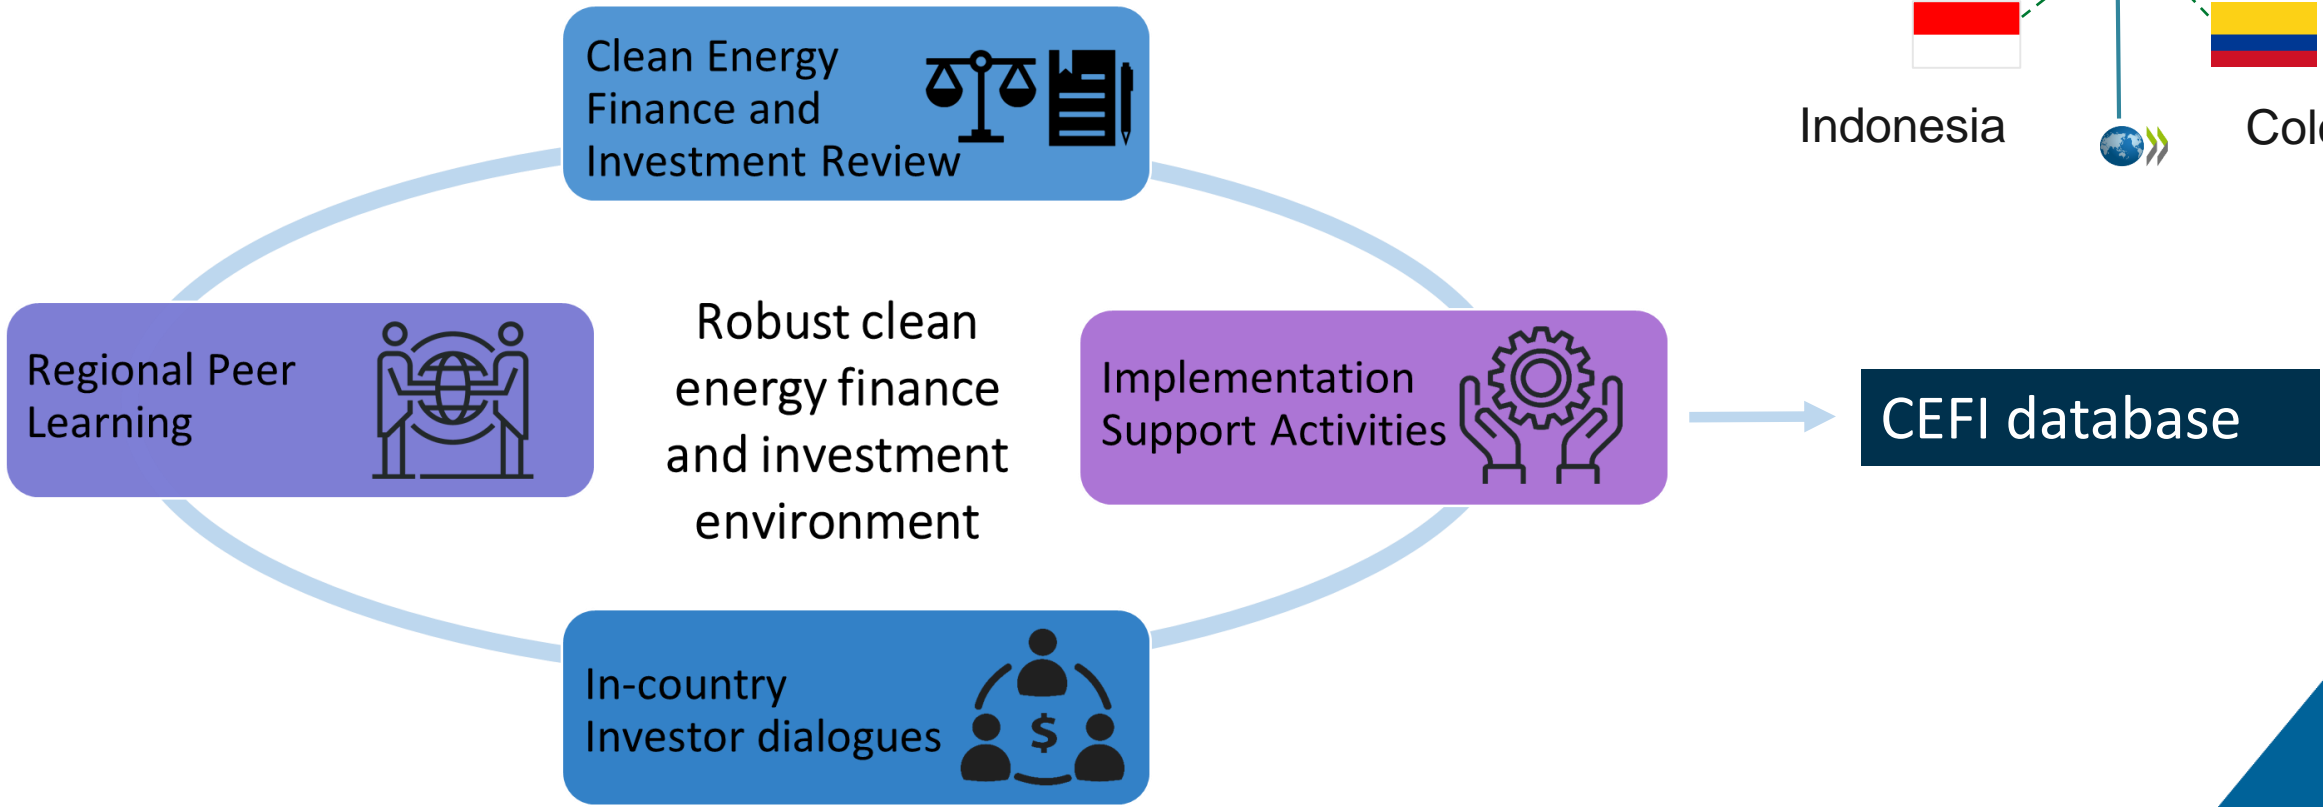 Clean Energy
Finance and
Investment Review
Indonesia
Regional Peer
Learning
Robust clean
energy finance
and investment
environment
Implementation
Support Activities
CEFI database
In-country
Investor dialogues
$